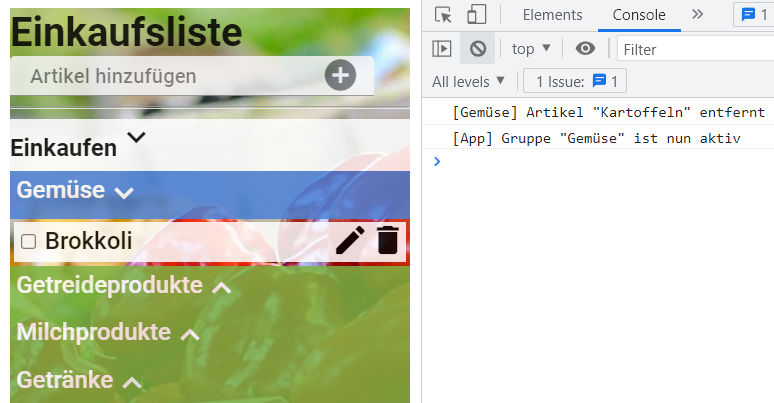 Einkaufsliste
Artikel hinzufügen
Einkaufen
Gemüse
Brokkoli
Getreideprodukte
Milchprodukte
Getränke
Elements Console 1
top Filter
All levels 1 Issue: 1
[Gemüse] Artikel "Kartoffeln" entfernt
[App] Gruppe "Gemüse" ist nun aktiv